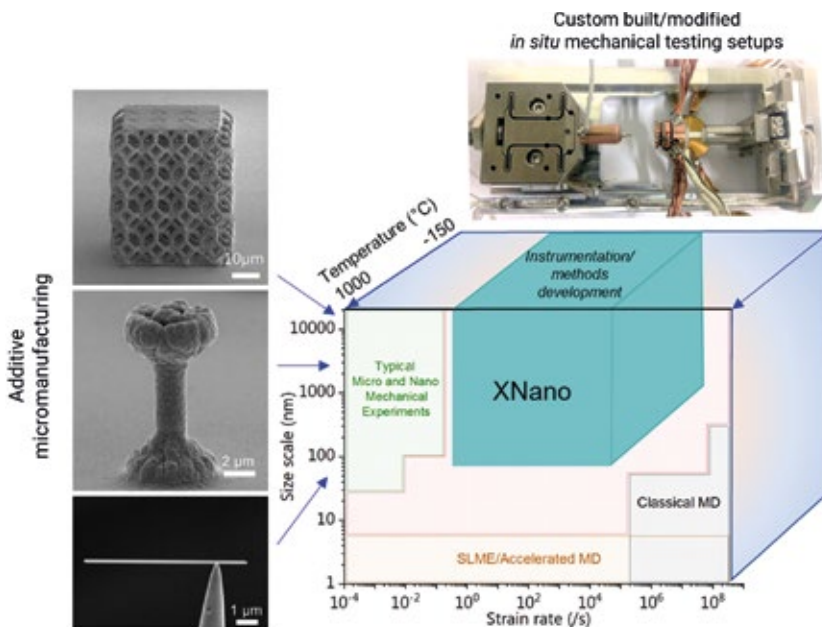 Custom built/modified
in situ mechanical testing setups
Additive
micromanufacturing
10µm
2 µm
1 µm
Temperature (°C)
1000
-150
Instrumentation/
methods
development
Size scale (nm)
10000
1000
100
10
1
Typical
Micro and Nano
Mechanical
Experiments
XNano
Classical MD
SLME/Accelerated MD
10⁻⁴ 10⁻² 10⁰ 10² 10⁴ 10⁶ 10⁸
Strain rate (/s)